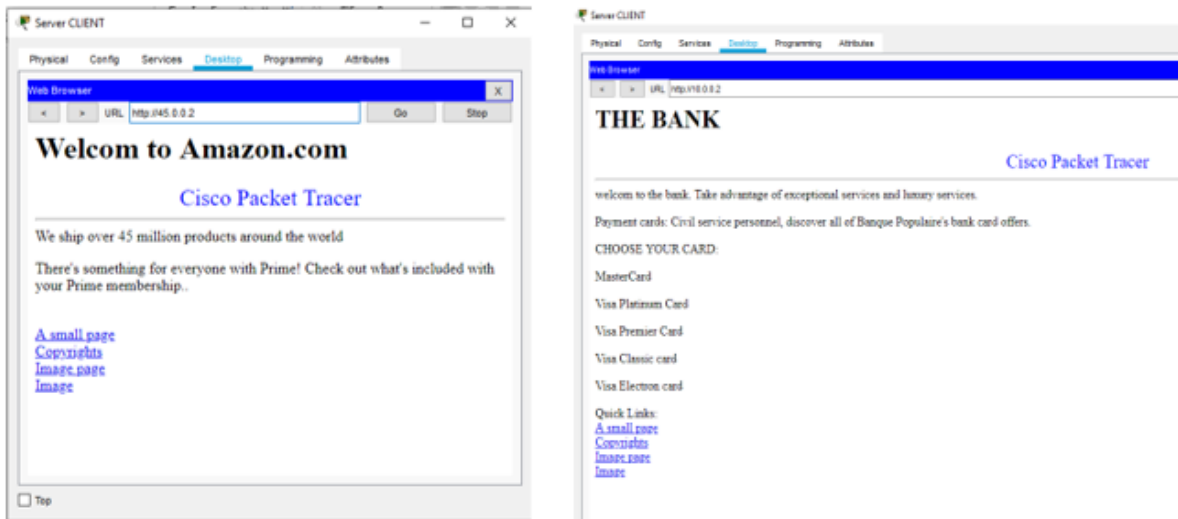 Server CLIENT
Physical Config Services Desktop Programming Attributes
Web Browser X
< > URL http://45.0.0.2 Go Stop
Welcom to Amazon.com
Cisco Packet Tracer
We ship over 45 million products around the world
There's something for everyone with Prime! Check out what's included with
your Prime membership..
A small page
Copyrights
Image page
Image
Top
Server CLIENT
Physical Config Services Desktop Programming Attributes
Web Browser
< > URL http://10.0.0.2
THE BANK
Cisco Packet Tracer
welcom to the bank. Take advantage of exceptional services and luxury services.
Payment cards: Civil service personnel, discover all of Banque Populaire's bank card offers.
CHOOSE YOUR CARD:
MasterCard
Visa Platinum Card
Visa Premier Card
Visa Classic card
Visa Electron card
Quick Links:
A small page
Copyrights
Image page
Image